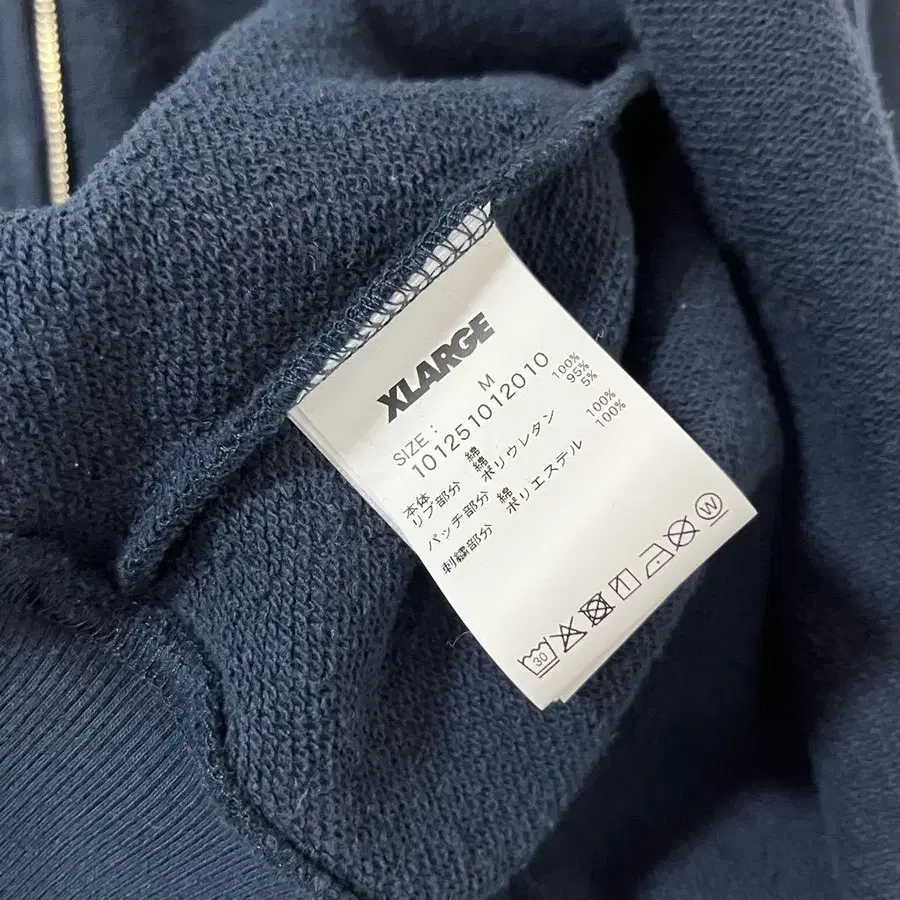 XLARGE
SIZE : M
101251012010
本体 綿 100%
リブ部分 綿 95%
ポリウレタン 5%
パッチ部分 綿 100%
刺繍部分 ポリエステル 100%
30
W